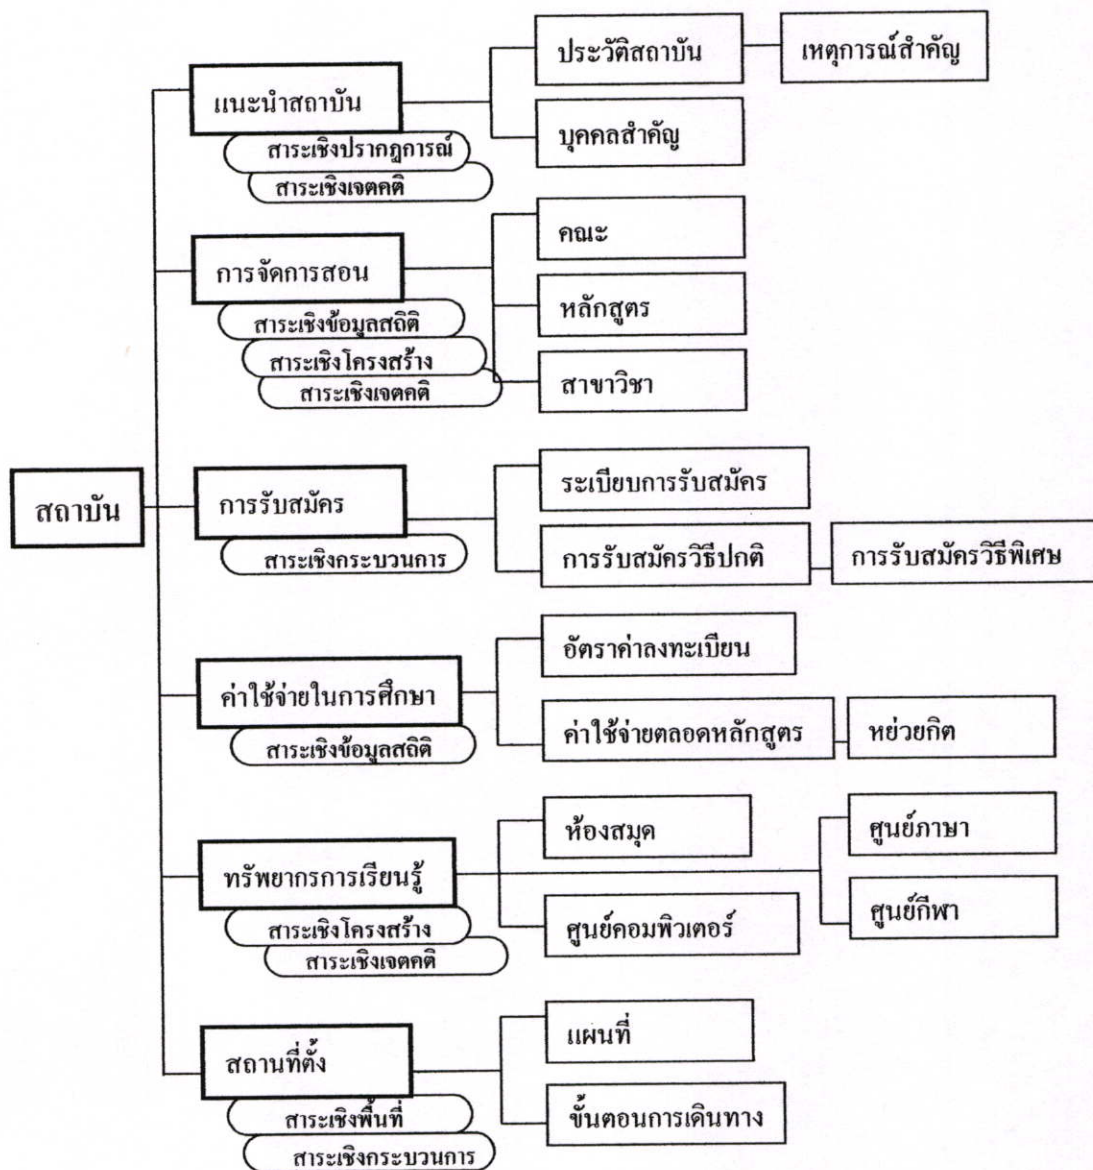 สถาบัน
แนะนำสถาบัน
สาระเชิงปรากฏการณ์
สาระเชิงเจตคติ
ประวัติสถาบัน
เหตุการณ์สำคัญ
บุคคลสำคัญ
การจัดการสอน
สาระเชิงข้อมูลสถิติ
สาระเชิงโครงสร้าง
สาระเชิงเจตคติ
คณะ
หลักสูตร
สาขาวิชา
การรับสมัคร
สาระเชิงกระบวนการ
ระเบียบการรับสมัคร
การรับสมัครวิธีปกติ
การรับสมัครวิธีพิเศษ
ค่าใช้จ่ายในการศึกษา
สาระเชิงข้อมูลสถิติ
อัตราค่าลงทะเบียน
ค่าใช้จ่ายตลอดหลักสูตร
หย่วยกิต
ทรัพยากรการเรียนรู้
สาระเชิงโครงสร้าง
สาระเชิงเจตคติ
ห้องสมุด
ศูนย์คอมพิวเตอร์
ศูนย์ภาษา
ศูนย์กีฬา
สถานที่ตั้ง
สาระเชิงพื้นที่
สาระเชิงกระบวนการ
แผนที่
ขั้นตอนการเดินทาง